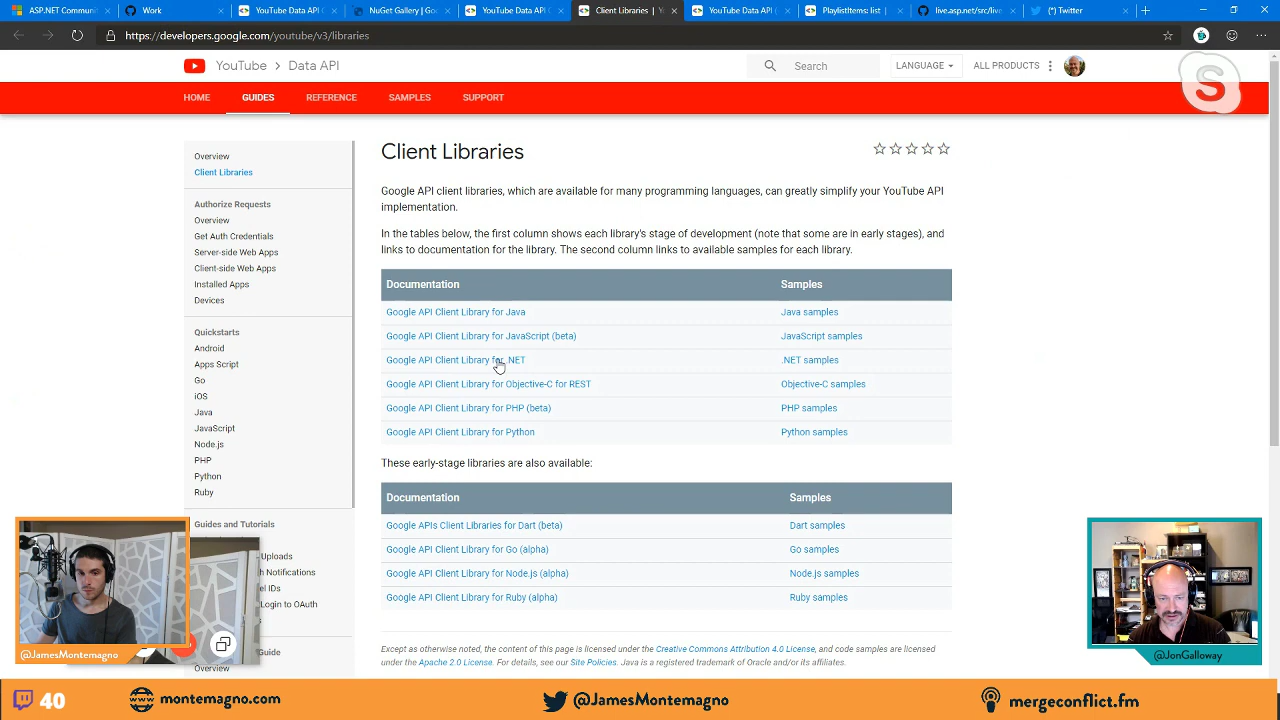 ASP.NET Communi
Work
YouTube Data AP
NuGet Gallery | Goo
YouTube Data API O
Client Libraries | Yo
YouTube Data API (
PlaylistItems: list |
live.asp.net/src/live
(*) Twitter
https://developers.google.com/youtube/v3/libraries
YouTube > Data API
Search
LANGUAGE
ALL PRODUCTS
HOME GUIDES REFERENCE SAMPLES SUPPORT
Overview
Client Libraries
Authorize Requests
Overview
Get Auth Credentials
Server-side Web Apps
Client-side Web Apps
Installed Apps
Devices
Quickstarts
Android
Apps Script
Go
iOS
Java
JavaScript
Node.js
PHP
Python
Ruby
Guides and Tutorials
Uploads
h Notifications
el IDs
Login to OAuth
Guide
Overview
Client Libraries
Google API client libraries, which are available for many programming languages, can greatly simplify your YouTube API
implementation.
In the tables below, the first column shows each library's stage of development (note that some are in early stages), and
links to documentation for the library. The second column links to available samples for each library.
Documentation Samples
Google API Client Library for Java Java samples
Google API Client Library for JavaScript (beta) JavaScript samples
Google API Client Library for .NET .NET samples
Google API Client Library for Objective-C for REST Objective-C samples
Google API Client Library for PHP (beta) PHP samples
Google API Client Library for Python Python samples
These early-stage libraries are also available:
Documentation Samples
Google APIs Client Libraries for Dart (beta) Dart samples
Google API Client Library for Go (alpha) Go samples
Google API Client Library for Node.js (alpha) Node.js samples
Google API Client Library for Ruby (alpha) Ruby samples
Except as otherwise noted, the content of this page is licensed under the Creative Commons Attribution 4.0 License, and code samples are licensed
under the Apache 2.0 License. For details, see our Site Policies. Java is a registered trademark of Oracle and/or its affiliates.
S
@JamesMontemagno
@JonGalloway
40
montemagno.com
@JamesMontemagno
mergeconflict.fm